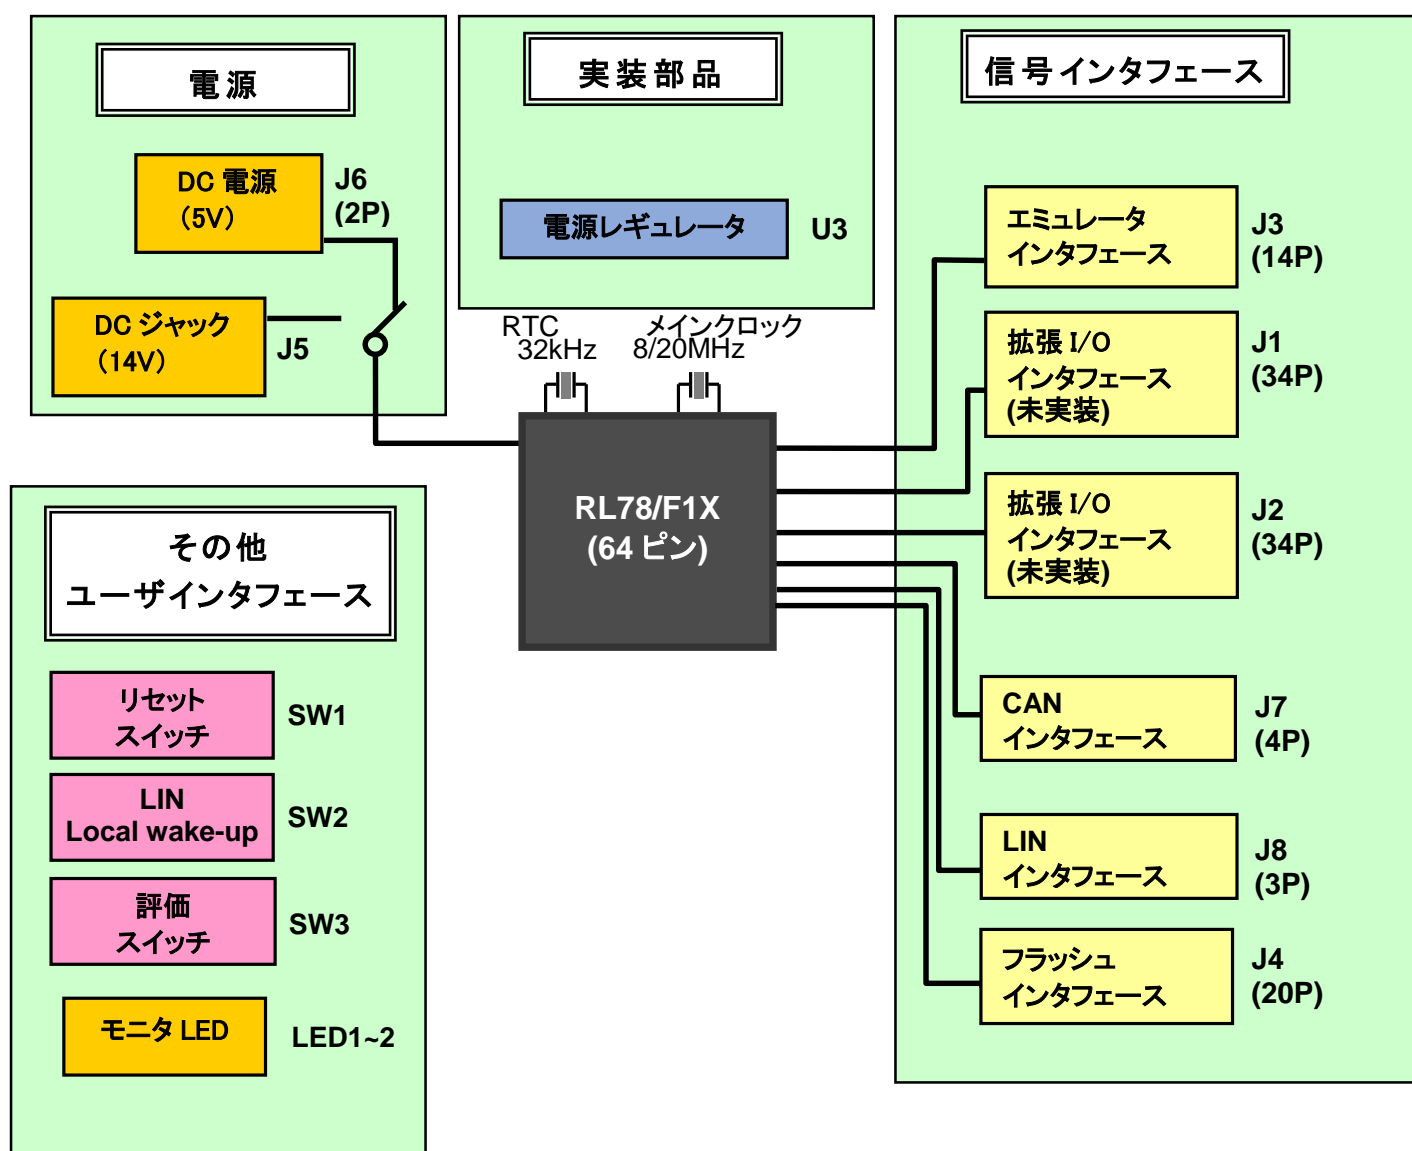 電源
DC 電源
（5V）
J6
(2P)
DC ジャック
（14V）
J5
実装部品
電源レギュレータ
U3
RTC
32kHz
メインクロック
8/20MHz
RL78/F1X
(64 ピン)
信号インタフェース
エミュレータ
インタフェース
J3
(14P)
拡張 I/O
インタフェース
(未実装)
J1
(34P)
拡張 I/O
インタフェース
(未実装)
J2
(34P)
CAN
インタフェース
J7
(4P)
LIN
インタフェース
J8
(3P)
フラッシュ
インタフェース
J4
(20P)
その他
ユーザインタフェース
リセット
スイッチ
SW1
LIN
Local wake-up
SW2
評価
スイッチ
SW3
モニタ LED
LED1~2